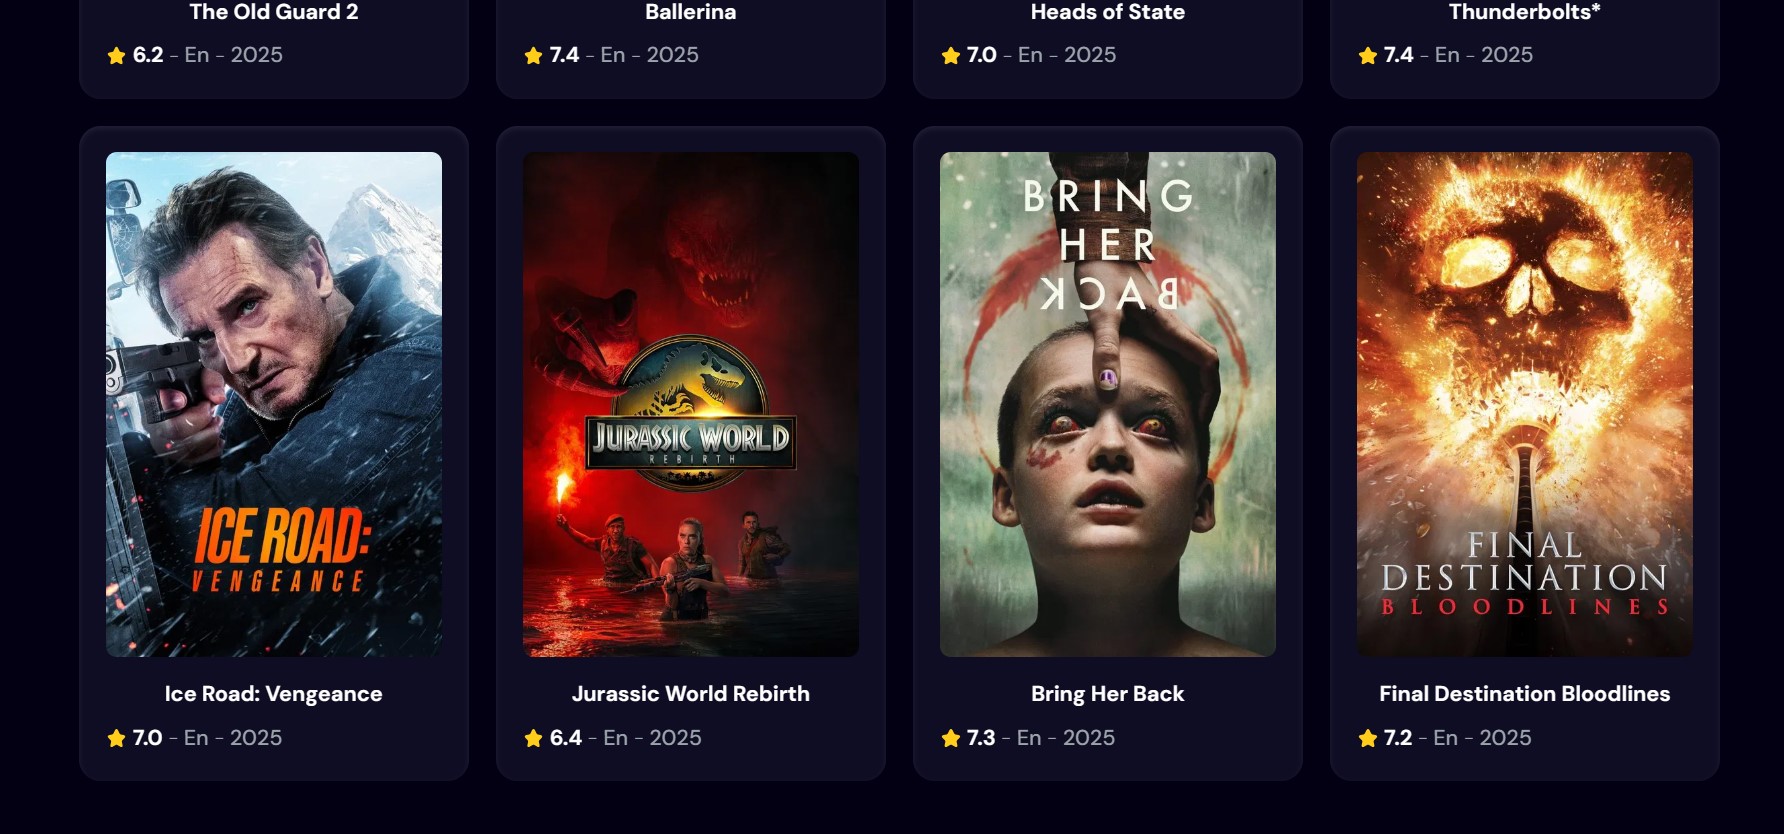 The Old Guard 2
Ballerina
Heads of State
Thunderbolts*
6.2 - En - 2025
7.4 - En - 2025
7.0 - En - 2025
7.4 - En - 2025
ICE ROAD:
VENGEANCE
JURASSIC WORLD
REBIRTH
BRING
HER
BACK
FINAL
DESTINATION
BLOODLINES
Ice Road: Vengeance
Jurassic World Rebirth
Bring Her Back
Final Destination Bloodlines
7.0 - En - 2025
6.4 - En - 2025
7.3 - En - 2025
7.2 - En - 2025